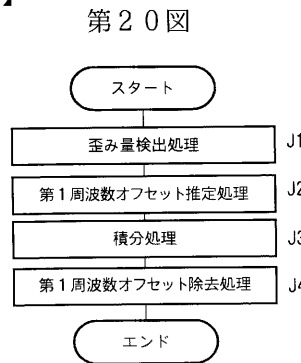 第２０図
スタート
歪み量検出処理 J1
第１周波数オフセット推定処理 J2
積分処理 J3
第１周波数オフセット除去処理 J4
エンド